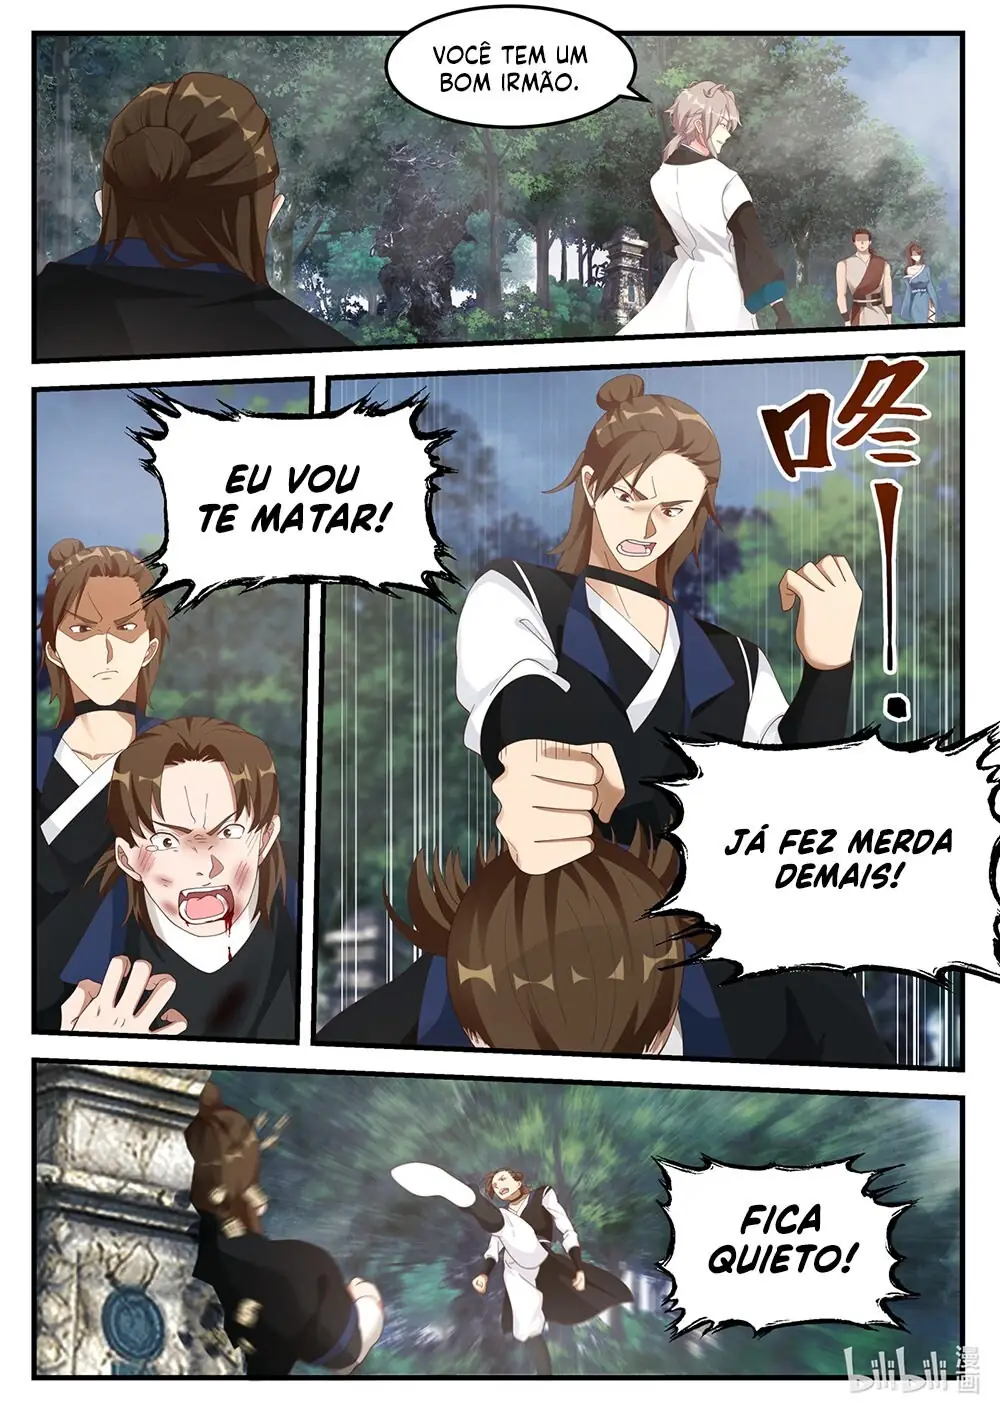 VOCÊ TEM UM
BOM IRMÃO.
EU VOU
TE MATAR!
咚
一
!
JÁ FEZ MERDA
DEMAIS!
FICA
QUIETO!
bilibili
漫画